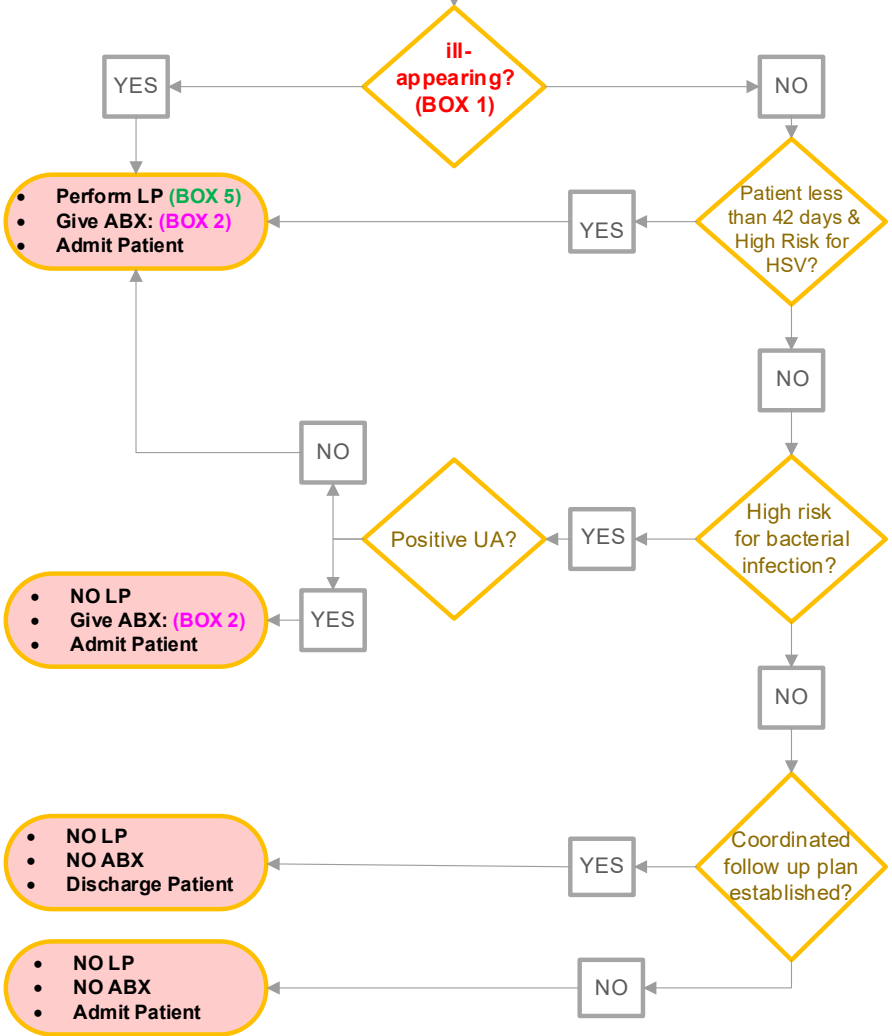 ill-
appearing?
(BOX 1)
YES
NO
• Perform LP (BOX 5)
• Give ABX: (BOX 2)
• Admit Patient
YES
Patient less
than 42 days &
High Risk for
HSV?
NO
NO
Positive UA?
YES
High risk
for bacterial
infection?
• NO LP
• Give ABX: (BOX 2)
• Admit Patient
YES
NO
• NO LP
• NO ABX
• Discharge Patient
YES
Coordinated
follow up plan
established?
• NO LP
• NO ABX
• Admit Patient
NO